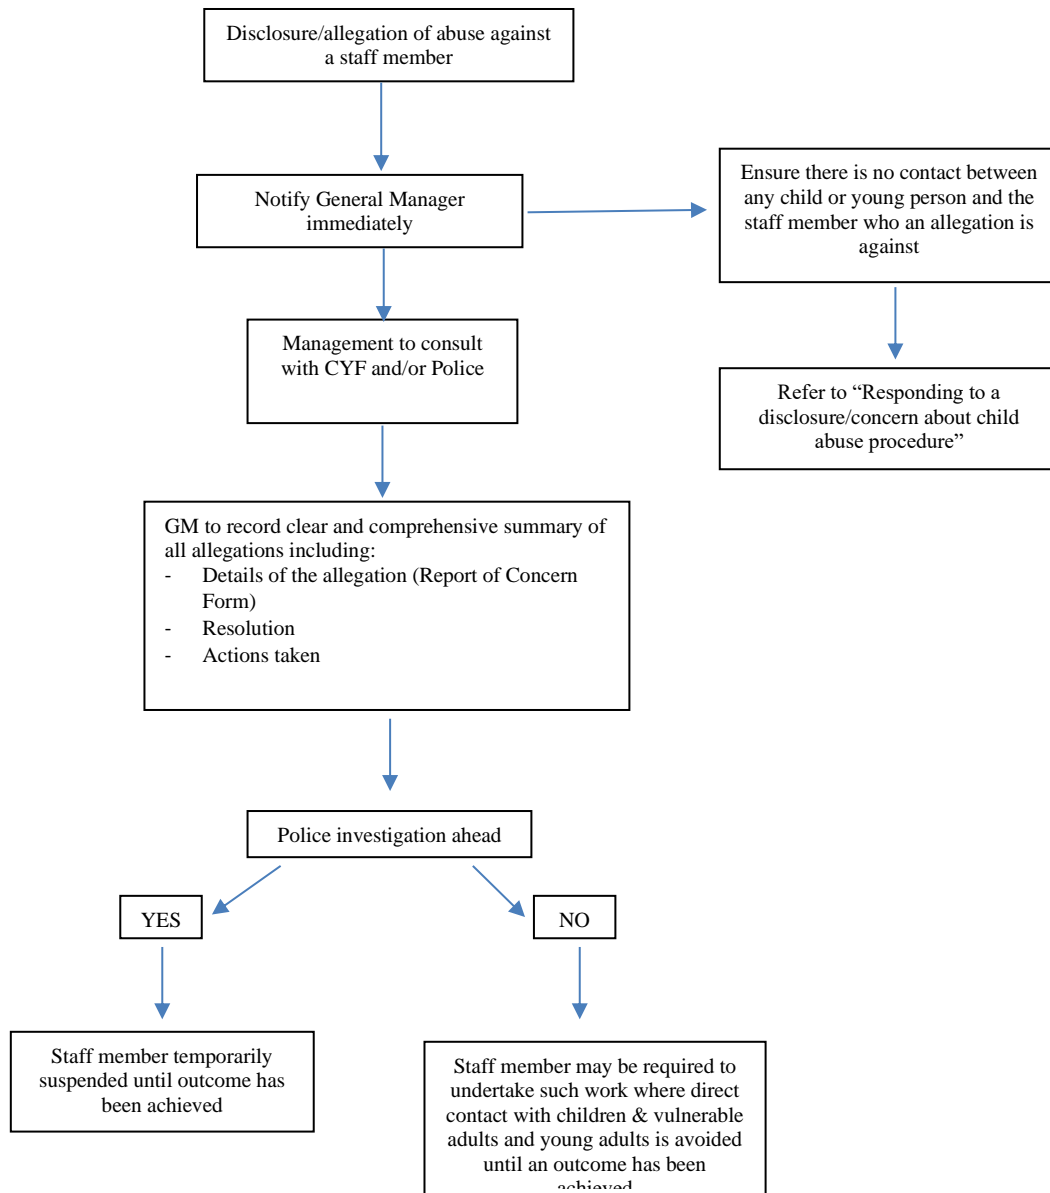 Disclosure/allegation of abuse against
a staff member
Notify General Manager
immediately
Ensure there is no contact between
any child or young person and the
staff member who an allegation is
against
Management to consult
with CYF and/or Police
Refer to “Responding to a
disclosure/concern about child
abuse procedure”
GM to record clear and comprehensive summary of
all allegations including:
- Details of the allegation (Report of Concern
Form)
- Resolution
- Actions taken
Police investigation ahead
YES
NO
Staff member temporarily
suspended until outcome has
been achieved
Staff member may be required to
undertake such work where direct
contact with children & vulnerable
adults and young adults is avoided
until an outcome has been
achieved